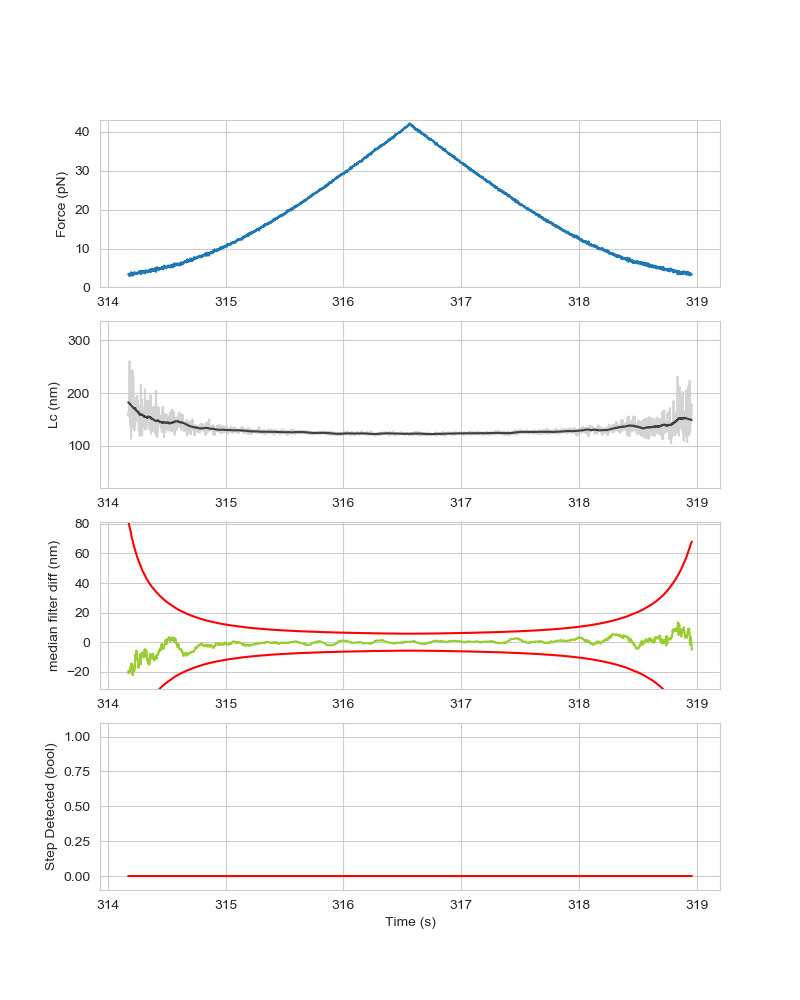 40
30
20
10
0
Force (pN)
314 315 316 317 318 319
300
200
100
Lc (nm)
314 315 316 317 318 319
80
60
40
20
0
−20
median filter diff (nm)
314 315 316 317 318 319
1.00
0.75
0.50
0.25
0.00
Step Detected (bool)
314 315 316 317 318 319
Time (s)